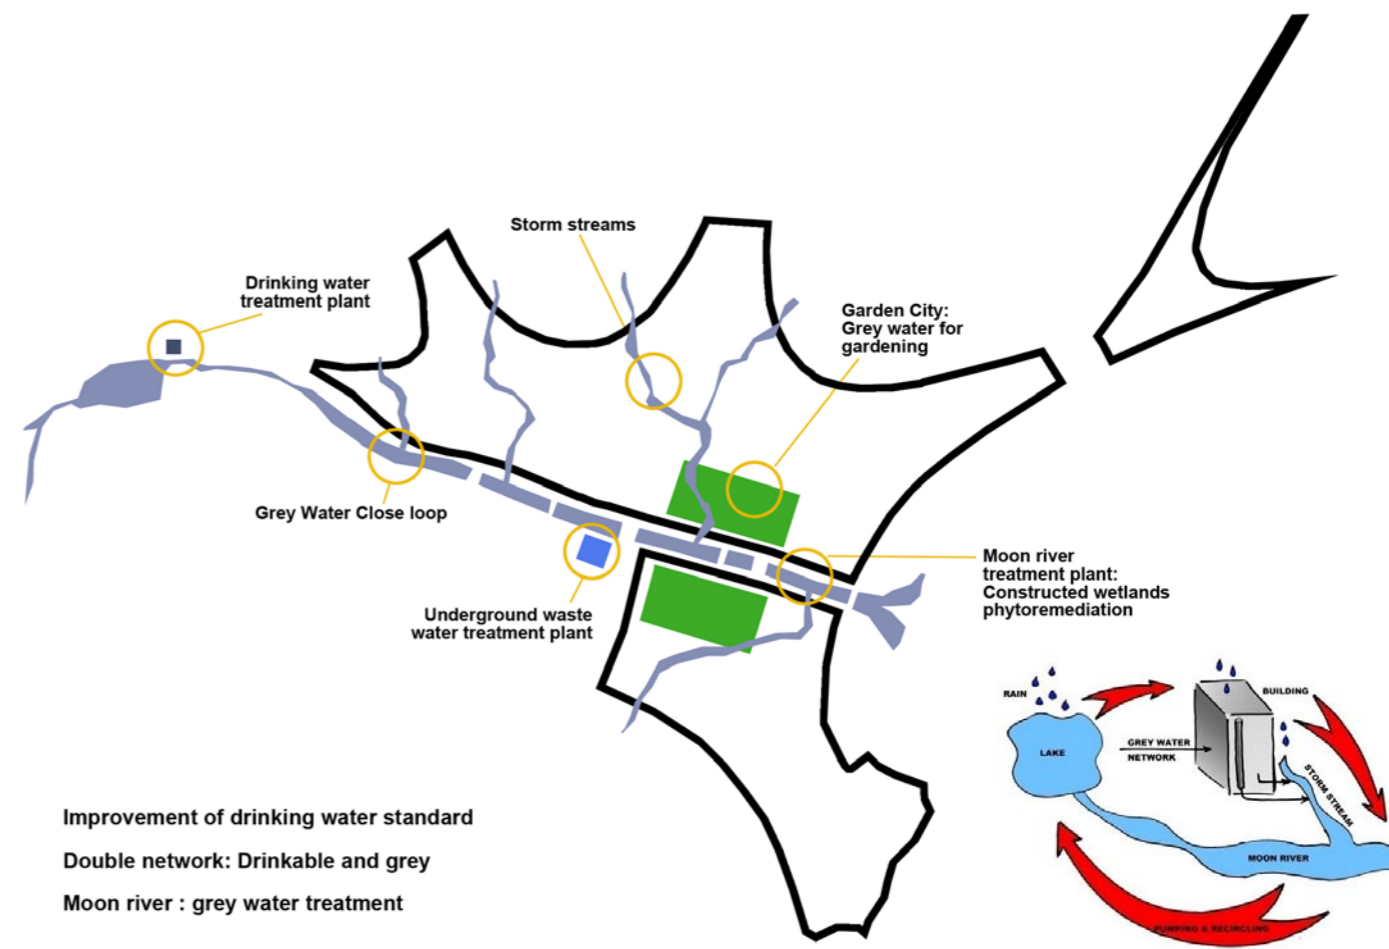 Storm streams
Drinking water
treatment plant
Garden City:
Grey water for
gardening
Grey Water Close loop
Moon river
treatment plant:
Constructed wetlands
phytoremediation
Underground waste
water treatment plant
RAIN
BUILDING
LAKE
GREY WATER
NETWORK
STORM STREAM
MOON RIVER
PUMPING & RECIRCLING
Improvement of drinking water standard
Double network: Drinkable and grey
Moon river : grey water treatment